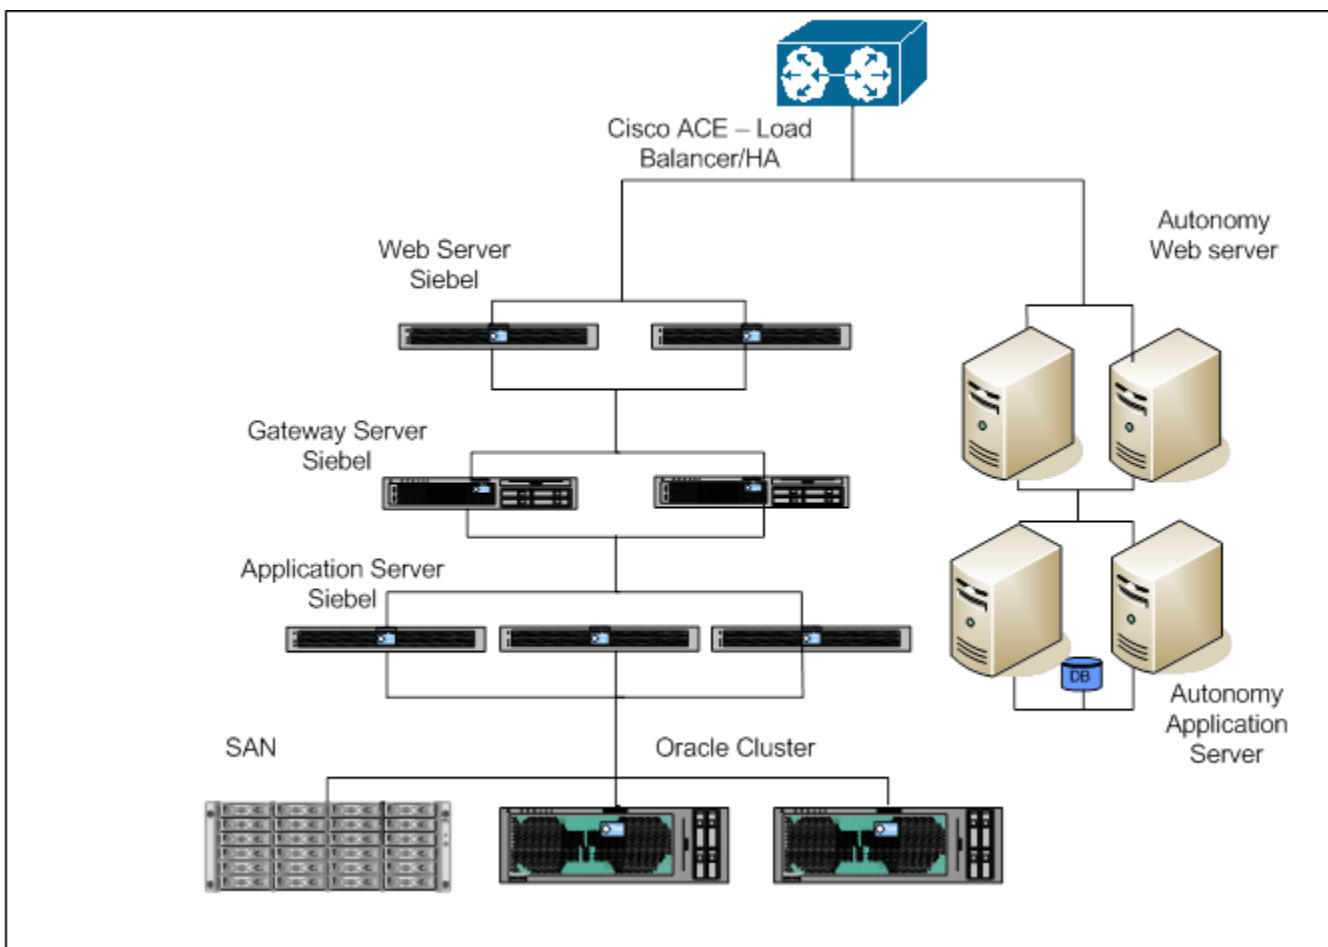 Cisco ACE – Load
Balancer/HA
Autonomy
Web server
Web Server
Siebel
Gateway Server
Siebel
Application Server
Siebel
DB
Autonomy
Application
Server
SAN
Oracle Cluster